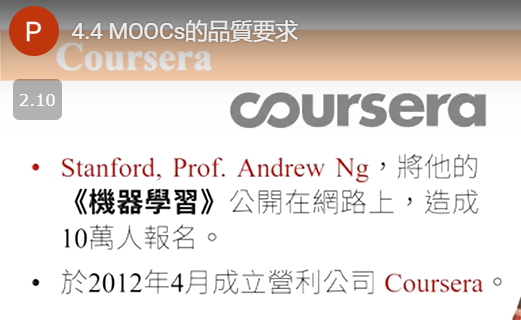 P 4.4 MOOCs的品質要求
Coursera
2.10
coursera
• Stanford, Prof. Andrew Ng，將他的
《機器學習》公開在網路上，造成
10萬人報名。
• 於2012年4月成立營利公司 Coursera。